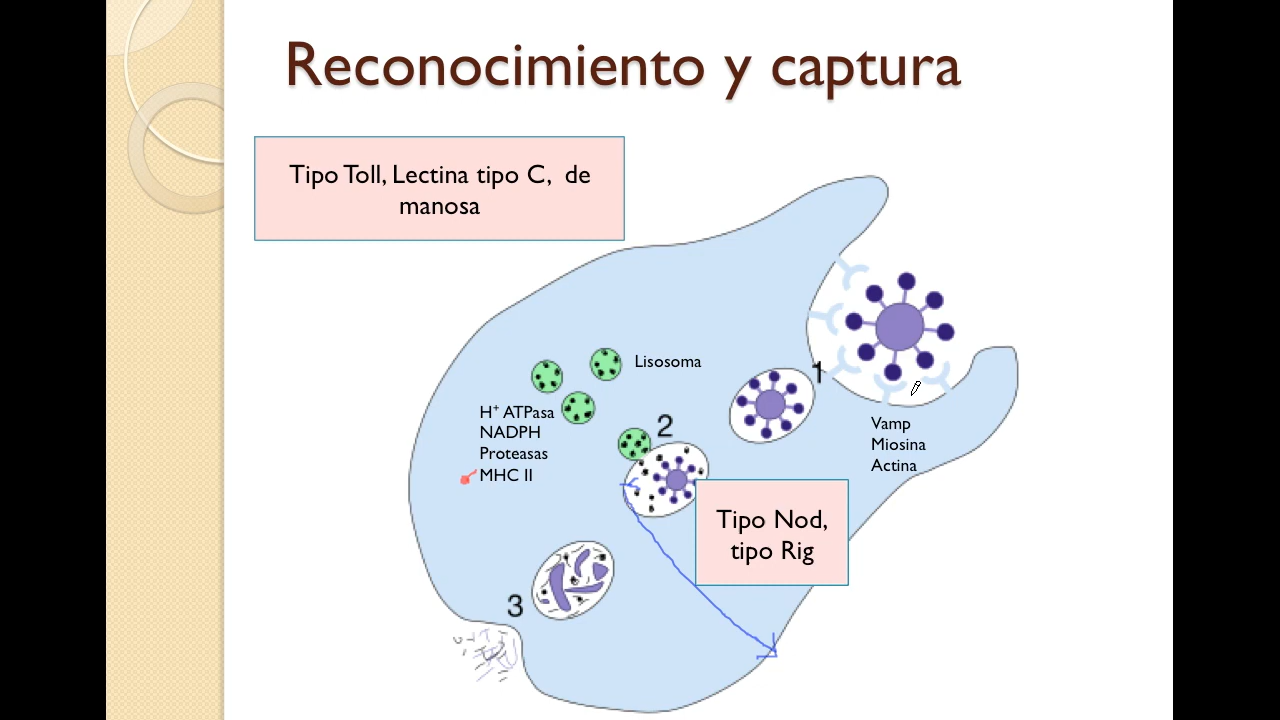 Reconocimiento y captura
Tipo Toll, Lectina tipo C, de
manosa
Lisosoma
1
H⁺ ATPasa
NADPH
Proteasas
MHC II
2
Vamp
Miosina
Actina
Tipo Nod,
tipo Rig
3